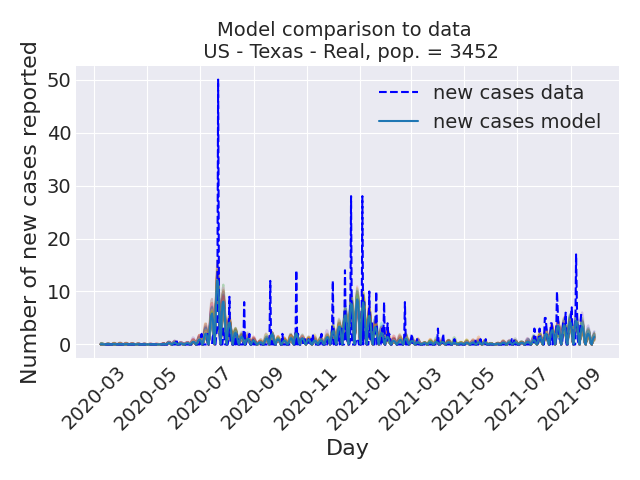 Model comparison to data
US - Texas - Real, pop. = 3452
Number of new cases reported
50
40
30
20
10
0
new cases data
new cases model
2020-03
2020-05
2020-07
2020-09
2020-11
2021-01
2021-03
2021-05
2021-07
2021-09
Day